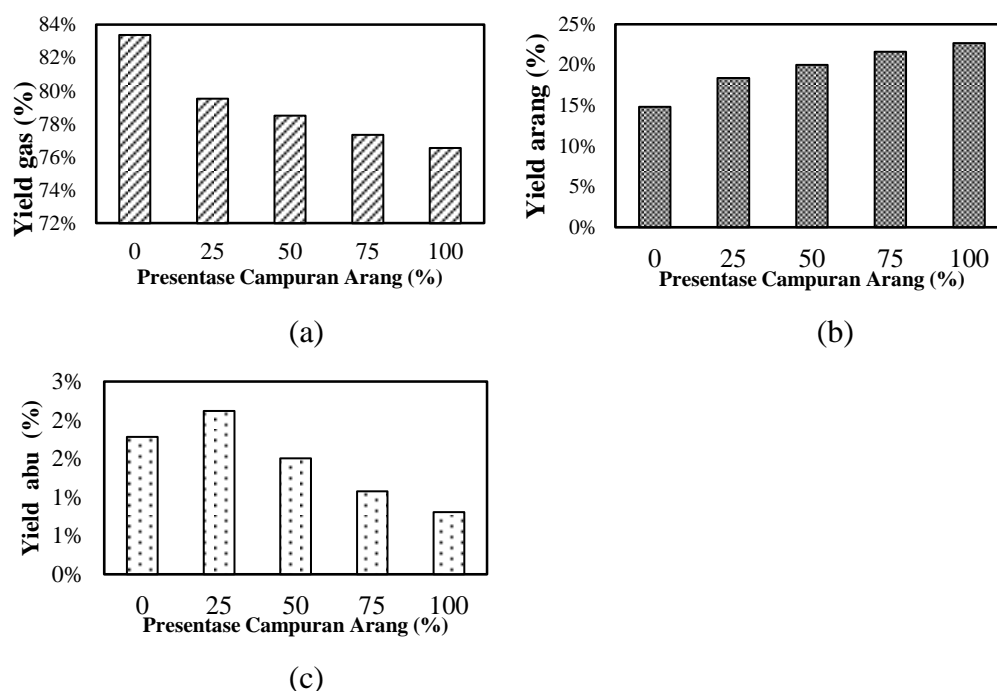 Yield gas (%)
84%
82%
80%
78%
76%
74%
72%
0 25 50 75 100
Presentase Campuran Arang (%)
(a)
Yield arang (%)
25%
20%
15%
10%
5%
0%
0 25 50 75 100
Presentase Campuran Arang (%)
(b)
Yield abu (%)
3%
2%
2%
1%
1%
0%
0 25 50 75 100
Presentase Campuran Arang (%)
(c)